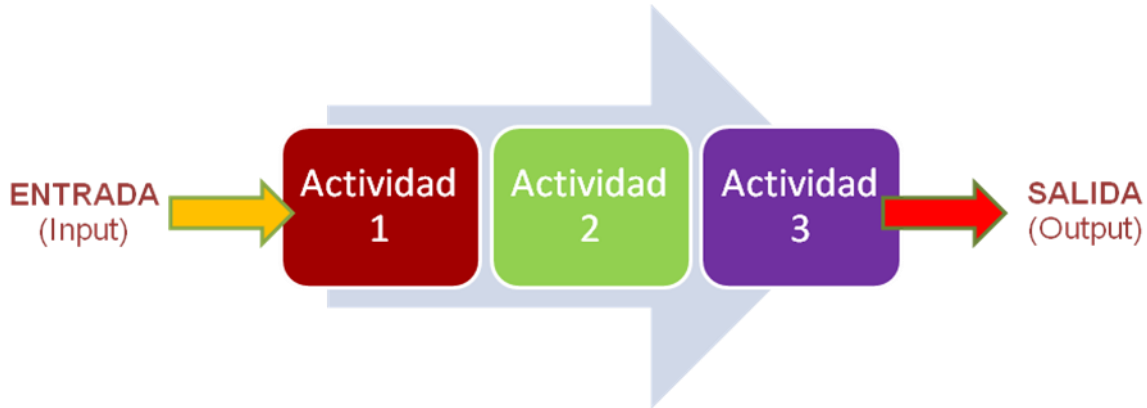 ENTRADA
(Input)
Actividad
1
Actividad
2
Actividad
3
SALIDA
(Output)